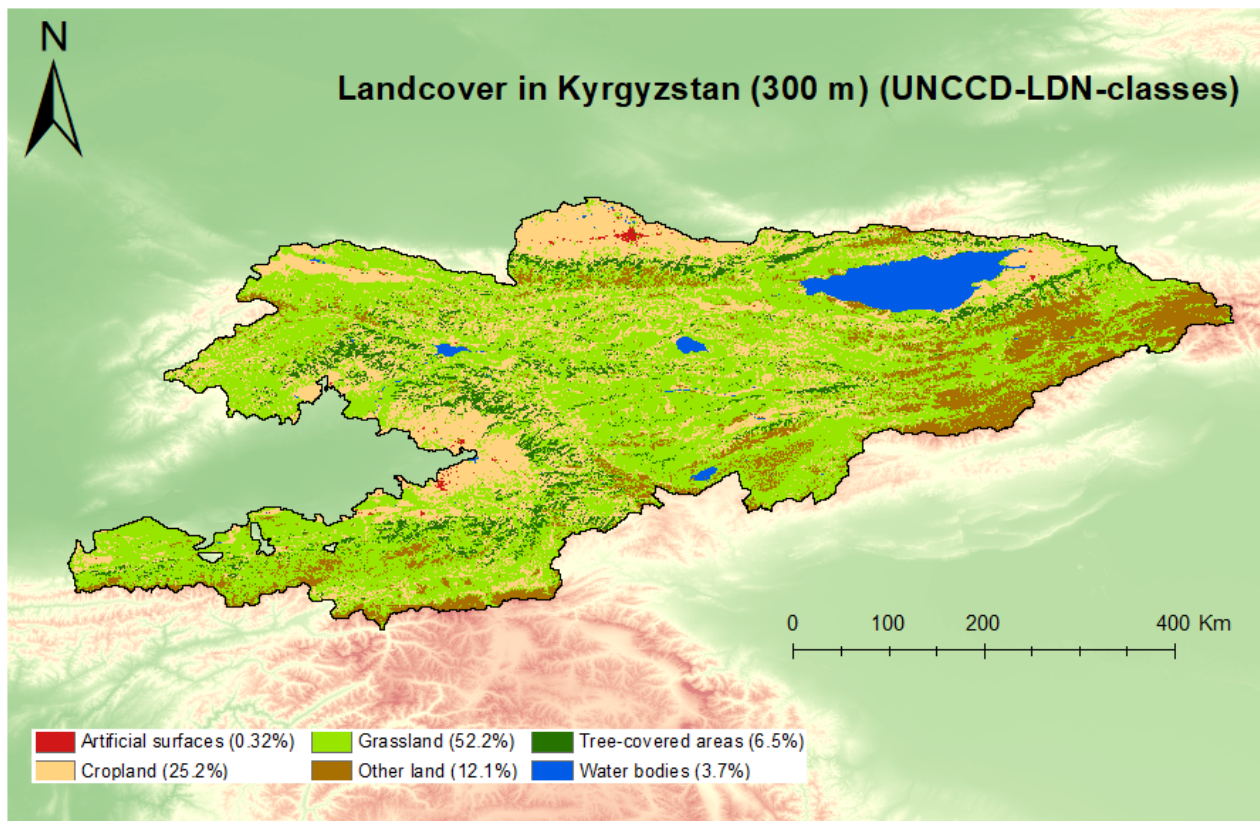 N
Landcover in Kyrgyzstan (300 m) (UNCCD-LDN-classes)
0 100 200 400 Km
Artificial surfaces (0.32%) Grassland (52.2%) Tree-covered areas (6.5%)
Cropland (25.2%) Other land (12.1%) Water bodies (3.7%)